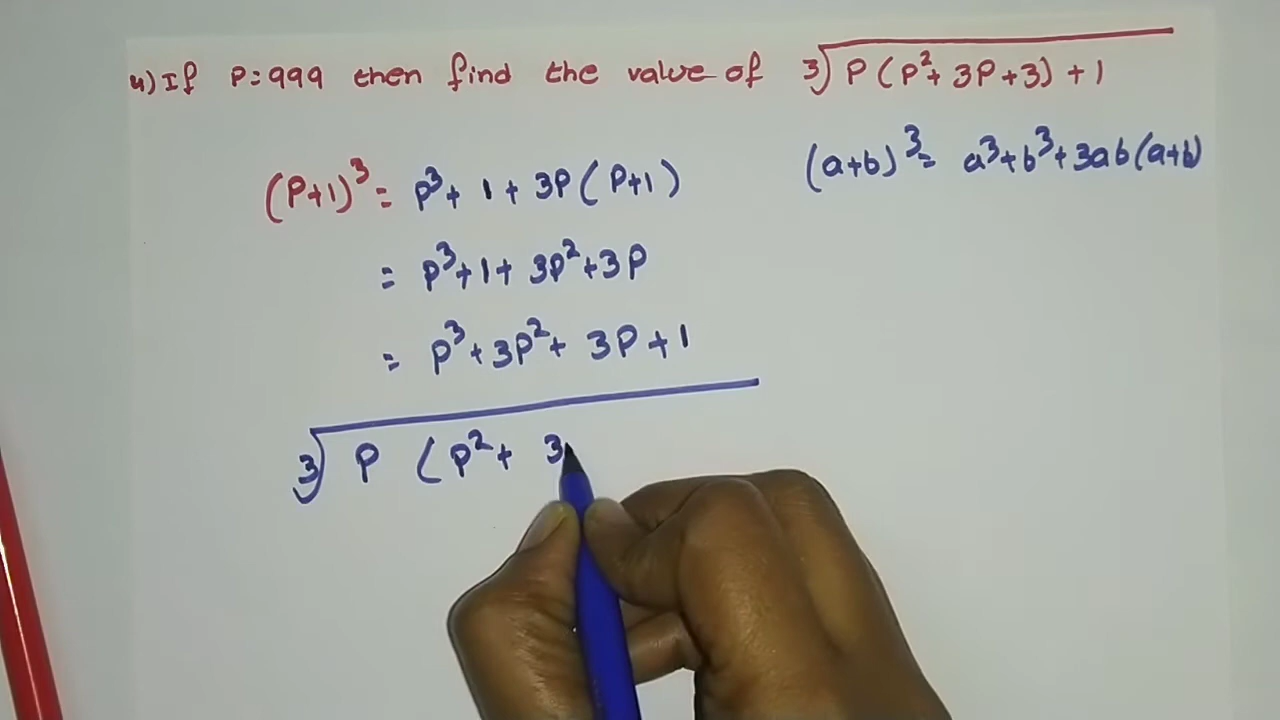 4) If P=999 then find the value of ∛P(P²+3P+3)+1
(a+b)³= a³+b³+3ab(a+b)
(P+1)³= P³+1+3P(P+1)
= P³+1+3P²+3P
= P³+3P²+3P+1
∛P (P²+ 3